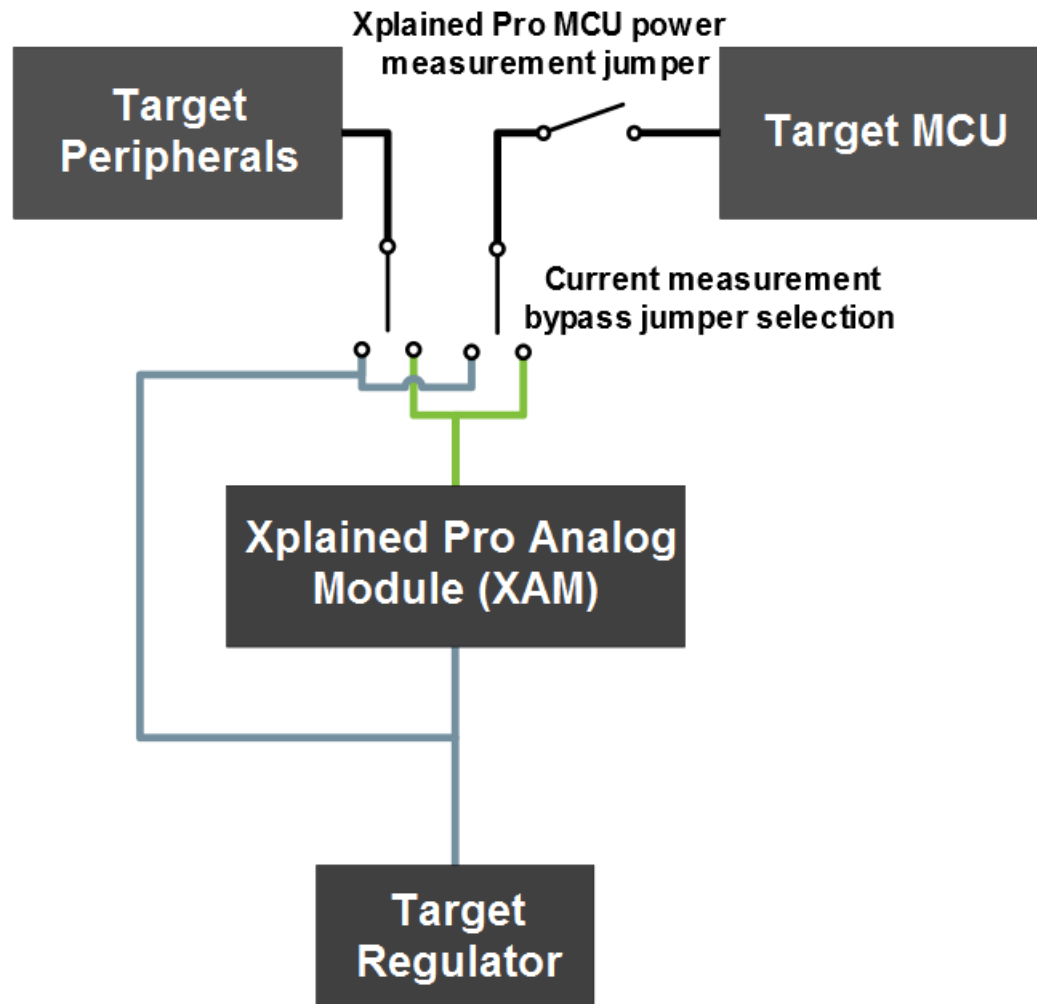 Xplained Pro MCU power
measurement jumper
Target
Peripherals
Target MCU
Current measurement
bypass jumper selection
Xplained Pro Analog
Module (XAM)
Target
Regulator